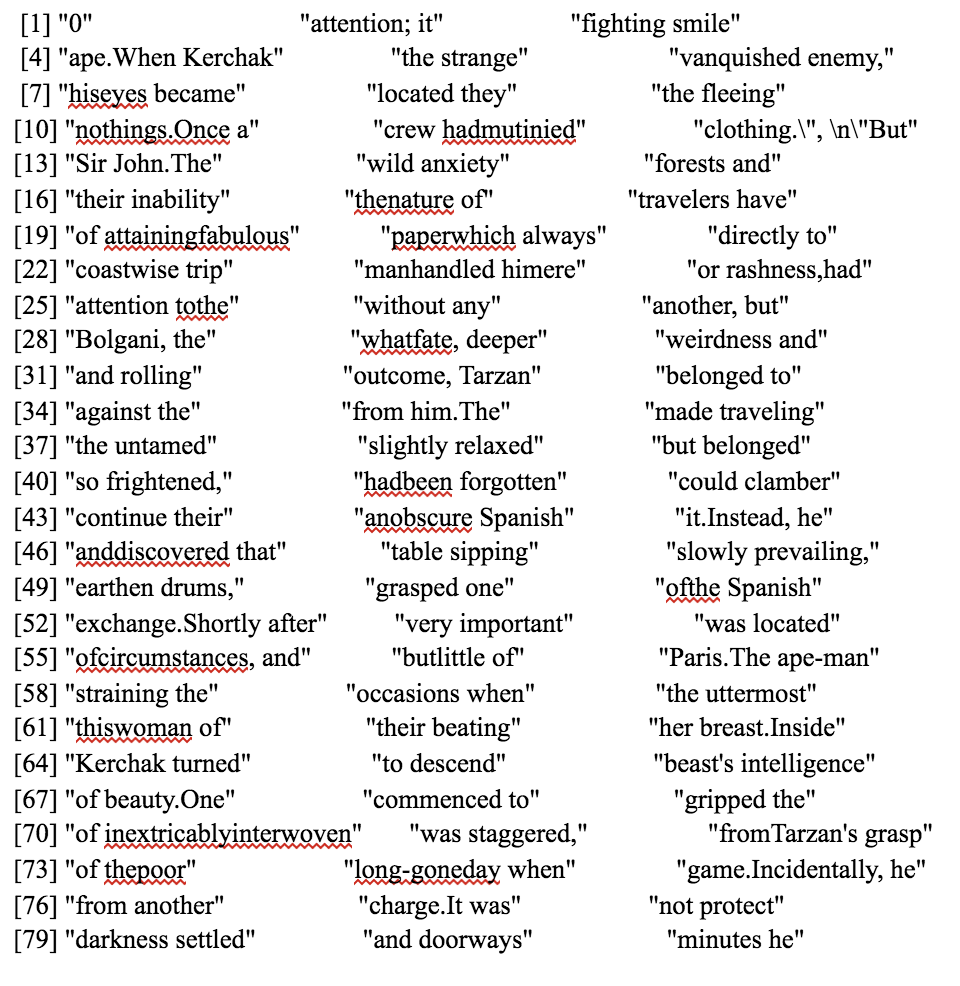 [1] "0" "attention; it" "fighting smile"
[4] "ape.When Kerchak" "the strange" "vanquished enemy,"
[7] "hiseyes became" "located they" "the fleeing"
[10] "nothings.Once a" "crew hadmutinied" "clothing.\", \n\"But"
[13] "Sir John.The" "wild anxiety" "forests and"
[16] "their inability" "thenature of" "travelers have"
[19] "of attainingfabulous" "paperwhich always" "directly to"
[22] "coastwise trip" "manhandled himere" "or rashness,had"
[25] "attention tothe" "without any" "another, but"
[28] "Bolgani, the" "whatfate, deeper" "weirdness and"
[31] "and rolling" "outcome, Tarzan" "belonged to"
[34] "against the" "from him.The" "made traveling"
[37] "the untamed" "slightly relaxed" "but belonged"
[40] "so frightened," "hadbeen forgotten" "could clamber"
[43] "continue their" "anobscure Spanish" "it.Instead, he"
[46] "anddiscovered that" "table sipping" "slowly prevailing,"
[49] "earthen drums," "grasped one" "ofthe Spanish"
[52] "exchange.Shortly after" "very important" "was located"
[55] "ofcircumstances, and" "butlittle of" "Paris.The ape-man"
[58] "straining the" "occasions when" "the uttermost"
[61] "thiswoman of" "their beating" "her breast.Inside"
[64] "Kerchak turned" "to descend" "beast's intelligence"
[67] "of beauty.One" "commenced to" "gripped the"
[70] "of inextricablyinterwoven" "was staggered," "fromTarzan's grasp"
[73] "of thepoor" "long-goneday when" "game.Incidentally, he"
[76] "from another" "charge.It was" "not protect"
[79] "darkness settled" "and doorways" "minutes he"